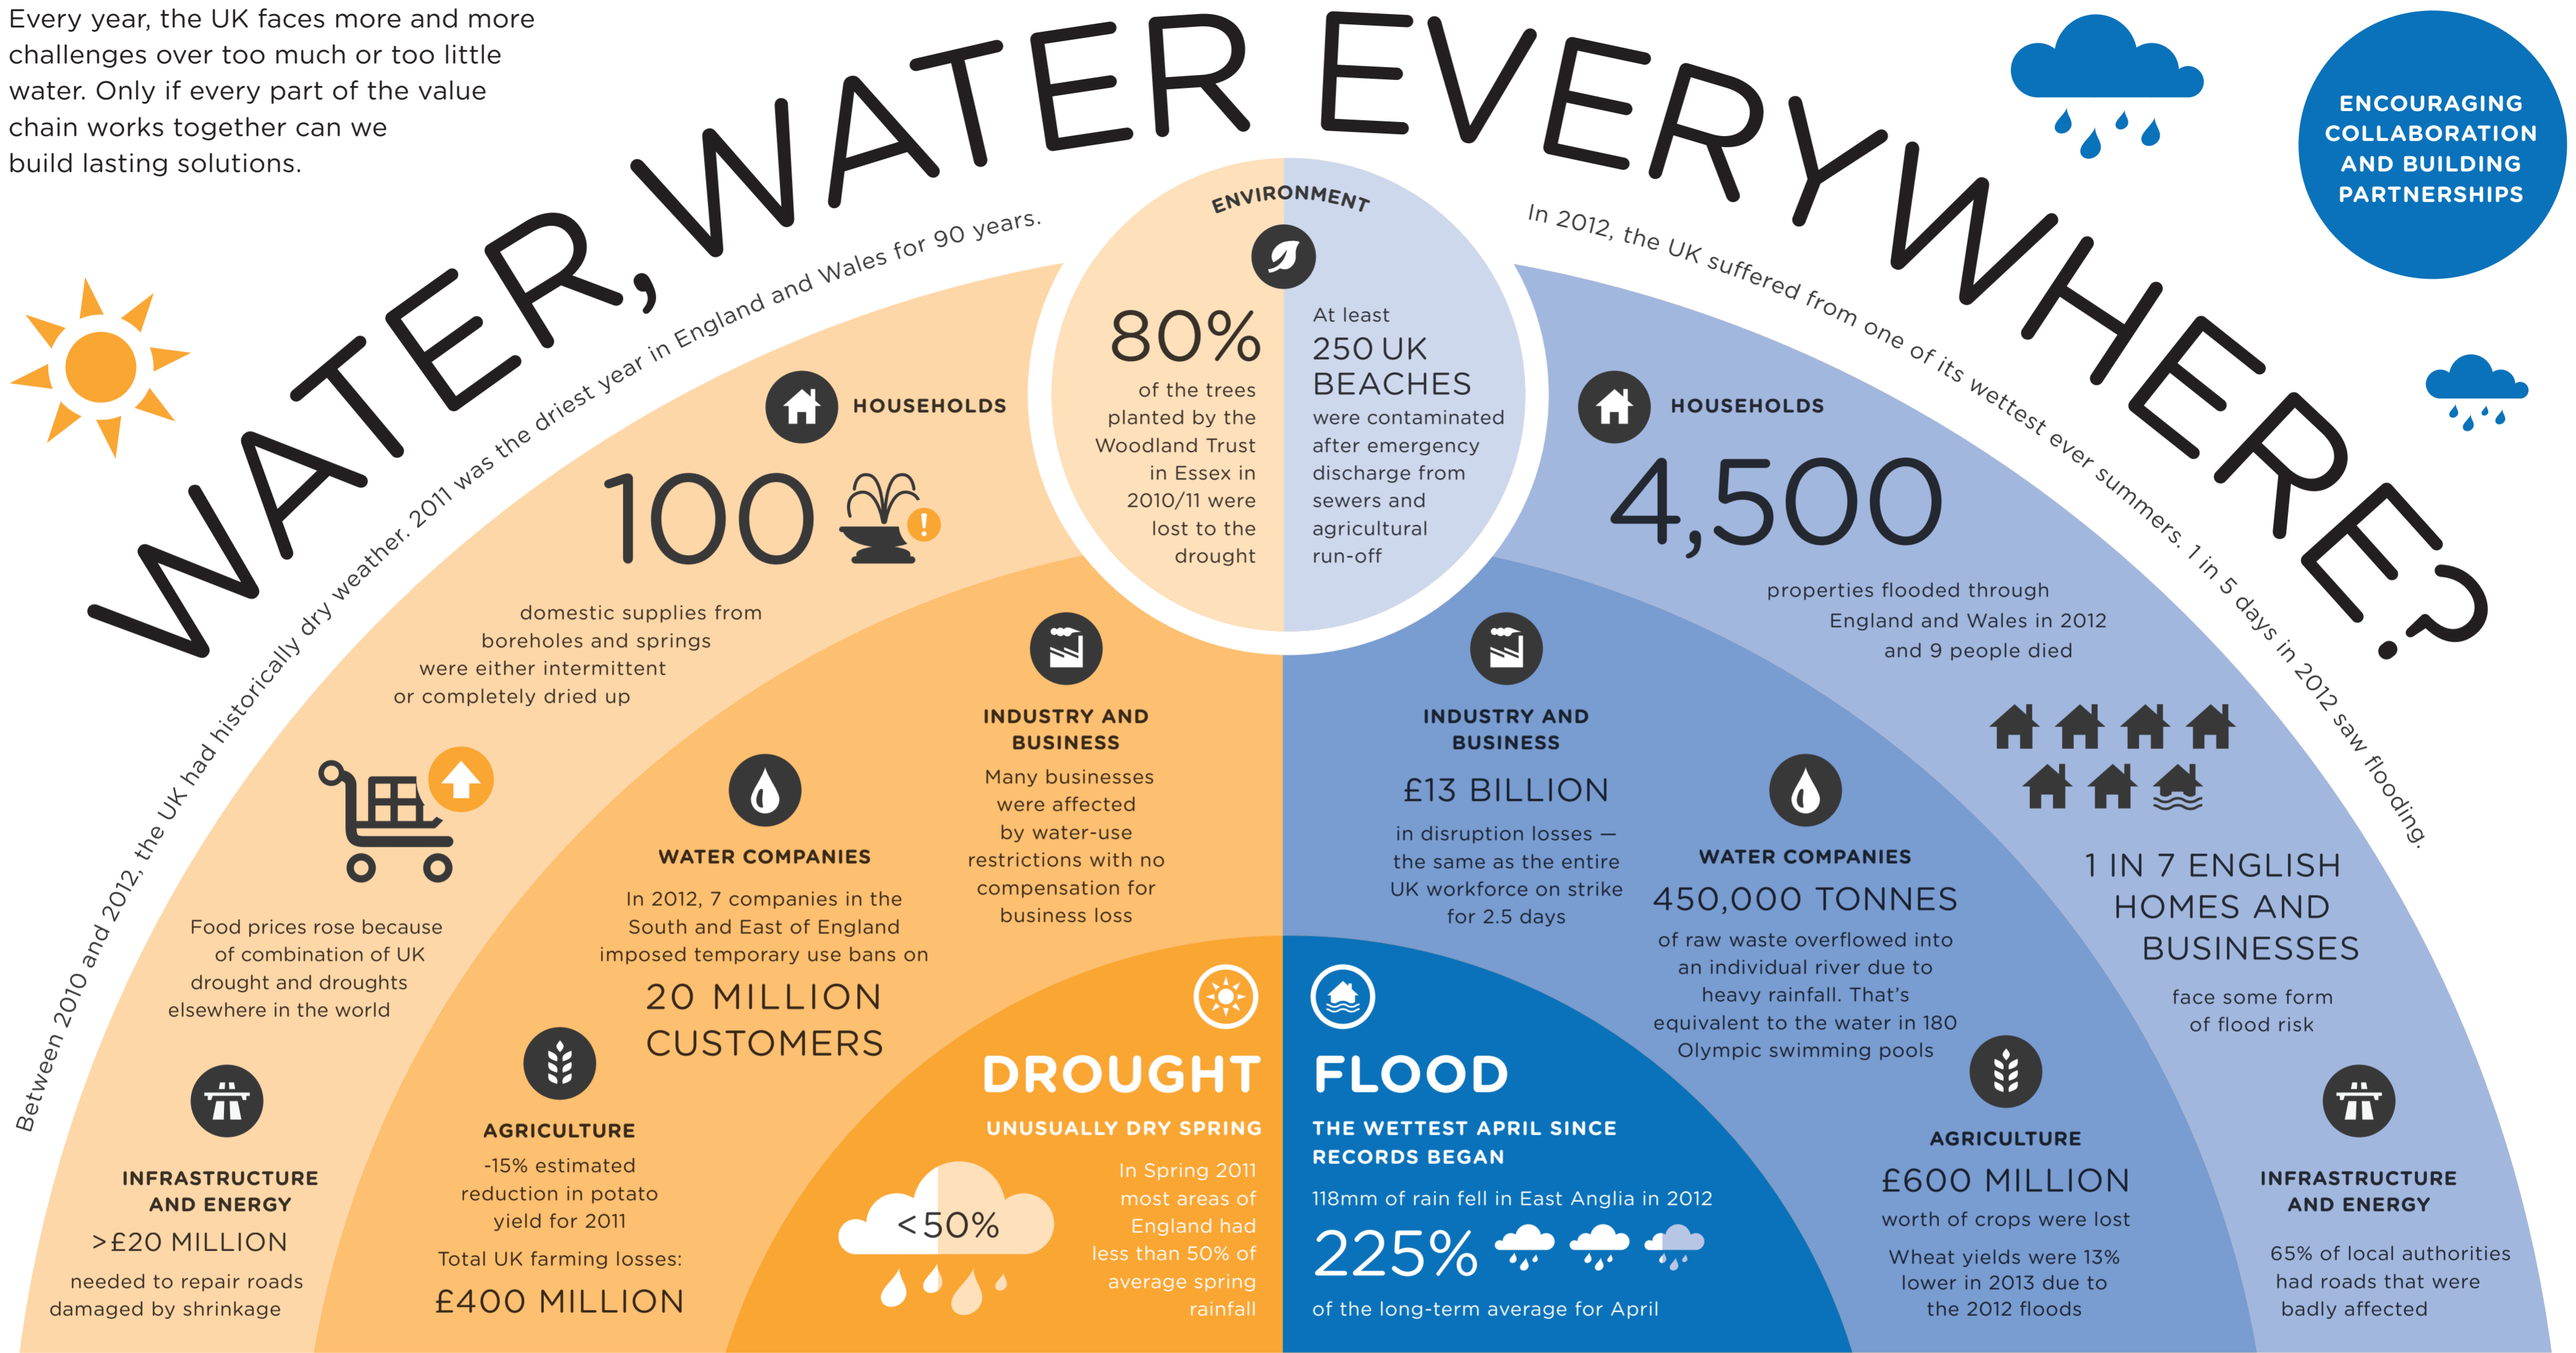 Every year, the UK faces more and more
challenges over too much or too little
water. Only if every part of the value
chain works together can we
build lasting solutions.
WATER, WATER EVERYWHERE?
ENCOURAGING
COLLABORATION
AND BUILDING
PARTNERSHIPS
Between 2010 and 2012, the UK had historically dry weather. 2011 was the driest year in England and Wales for 90 years.
In 2012, the UK suffered from one of its wettest ever summers. 1 in 5 days in 2012 saw flooding.
ENVIRONMENT
80%
of the trees
planted by the
Woodland Trust
in Essex in
2010/11 were
lost to the
drought
At least
250 UK
BEACHES
were contaminated
after emergency
discharge from
sewers and
agricultural
run-off
HOUSEHOLDS
100
!
domestic supplies from
boreholes and springs
were either intermittent
or completely dried up
Food prices rose because
of combination of UK
drought and droughts
elsewhere in the world
INFRASTRUCTURE
AND ENERGY
>£20 MILLION
needed to repair roads
damaged by shrinkage
INDUSTRY AND
BUSINESS
Many businesses
were affected
by water-use
restrictions with no
compensation for
business loss
WATER COMPANIES
In 2012, 7 companies in the
South and East of England
imposed temporary use bans on
20 MILLION
CUSTOMERS
AGRICULTURE
-15% estimated
reduction in potato
yield for 2011
Total UK farming losses:
£400 MILLION
DROUGHT
UNUSUALLY DRY SPRING
In Spring 2011
most areas of
England had
less than 50% of
average spring
rainfall
<50%
FLOOD
THE WETTEST APRIL SINCE
RECORDS BEGAN
118mm of rain fell in East Anglia in 2012
225%
of the long-term average for April
INDUSTRY AND
BUSINESS
£13 BILLION
in disruption losses —
the same as the entire
UK workforce on strike
for 2.5 days
WATER COMPANIES
450,000 TONNES
of raw waste overflowed into
an individual river due to
heavy rainfall. That's
equivalent to the water in 180
Olympic swimming pools
AGRICULTURE
£600 MILLION
worth of crops were lost
Wheat yields were 13%
lower in 2013 due to
the 2012 floods
HOUSEHOLDS
4,500
properties flooded through
England and Wales in 2012
and 9 people died
1 IN 7 ENGLISH
HOMES AND
BUSINESSES
face some form
of flood risk
INFRASTRUCTURE
AND ENERGY
65% of local authorities
had roads that were
badly affected